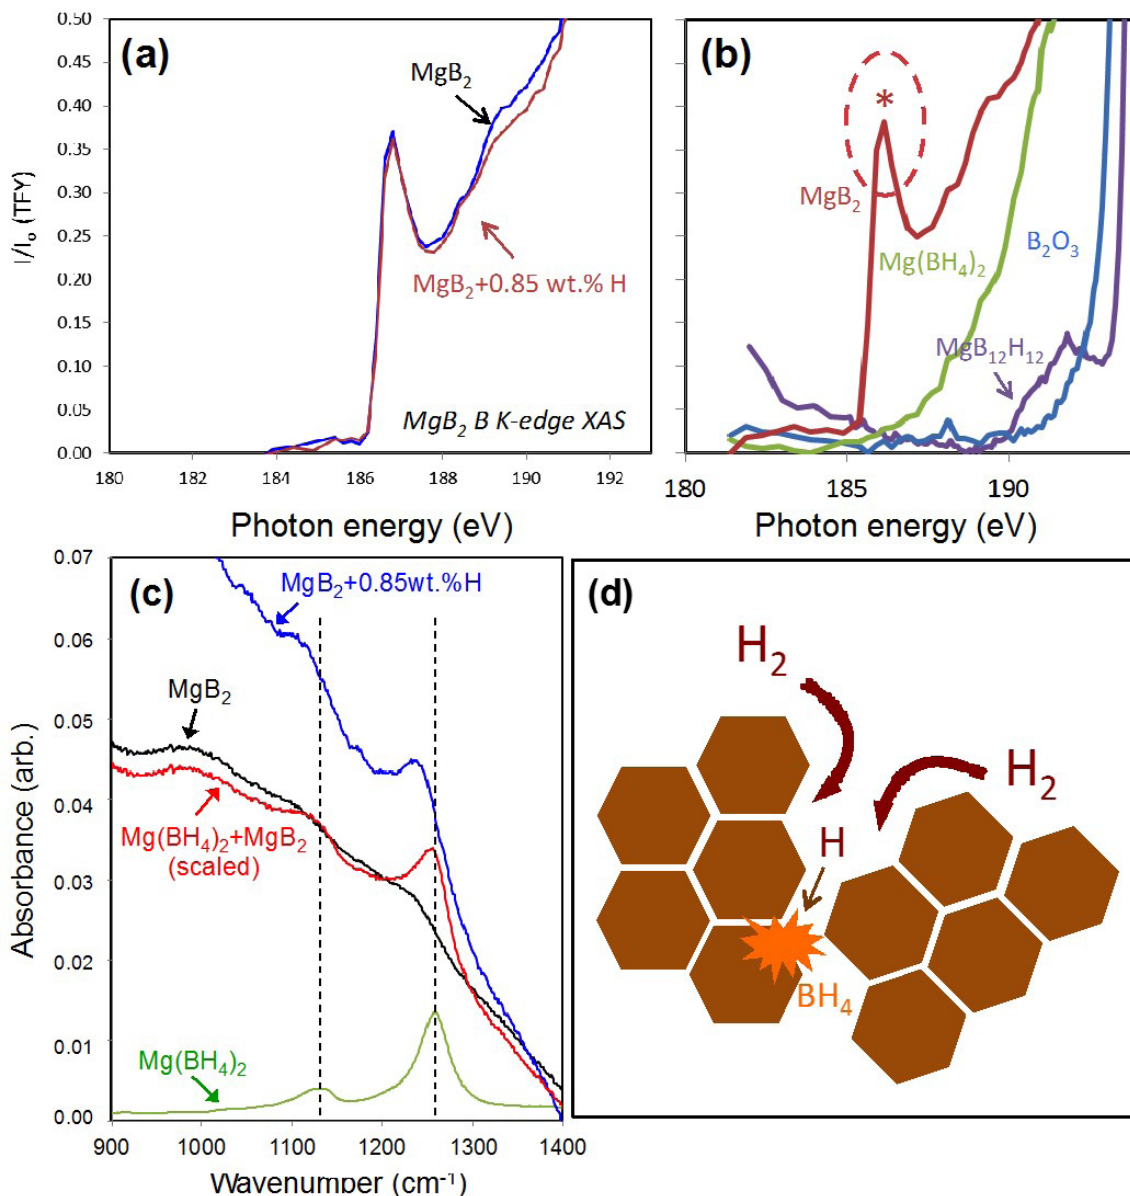 (a)
0.50
0.45
0.40
0.35
0.30
0.25
0.20
0.15
0.10
0.05
0.00
I/I₀ (TFY)
MgB₂
MgB₂+0.85 wt.% H
MgB₂ B K-edge XAS
180 182 184 186 188 190 192
Photon energy (eV)
(b)
*
MgB₂
Mg(BH₄)₂
B₂O₃
MgB₁₂H₁₂
180 185 190
Photon energy (eV)
(c)
0.07
0.06
0.05
0.04
0.03
0.02
0.01
0.00
Absorbance (arb.)
MgB₂+0.85wt.%H
MgB₂
Mg(BH₄)₂+MgB₂
(scaled)
Mg(BH₄)₂
900 1000 1100 1200 1300 1400
Wavenumber (cm⁻¹)
(d)
H₂
H₂
H
BH₄